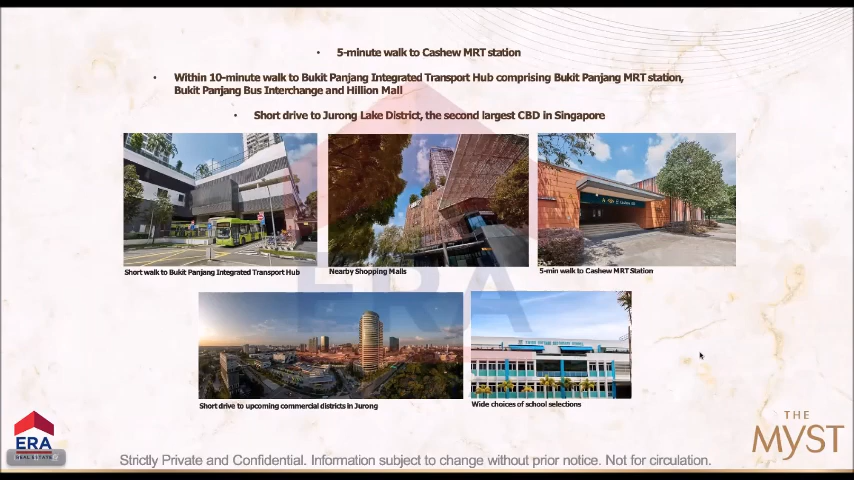 • 5-minute walk to Cashew MRT station
• Within 10-minute walk to Bukit Panjang Integrated Transport Hub comprising Bukit Panjang MRT station,
Bukit Panjang Bus Interchange and Hillion Mall
• Short drive to Jurong Lake District, the second largest CBD in Singapore
Short walk to Bukit Panjang Integrated Transport Hub
Nearby Shopping Malls
5-min walk to Cashew MRT Station
ERA
Short drive to upcoming commercial districts in Jurong
Wide choices of school selections
ERA
REAL ESTATE
THE
MYST
Strictly Private and Confidential. Information subject to change without prior notice. Not for circulation.